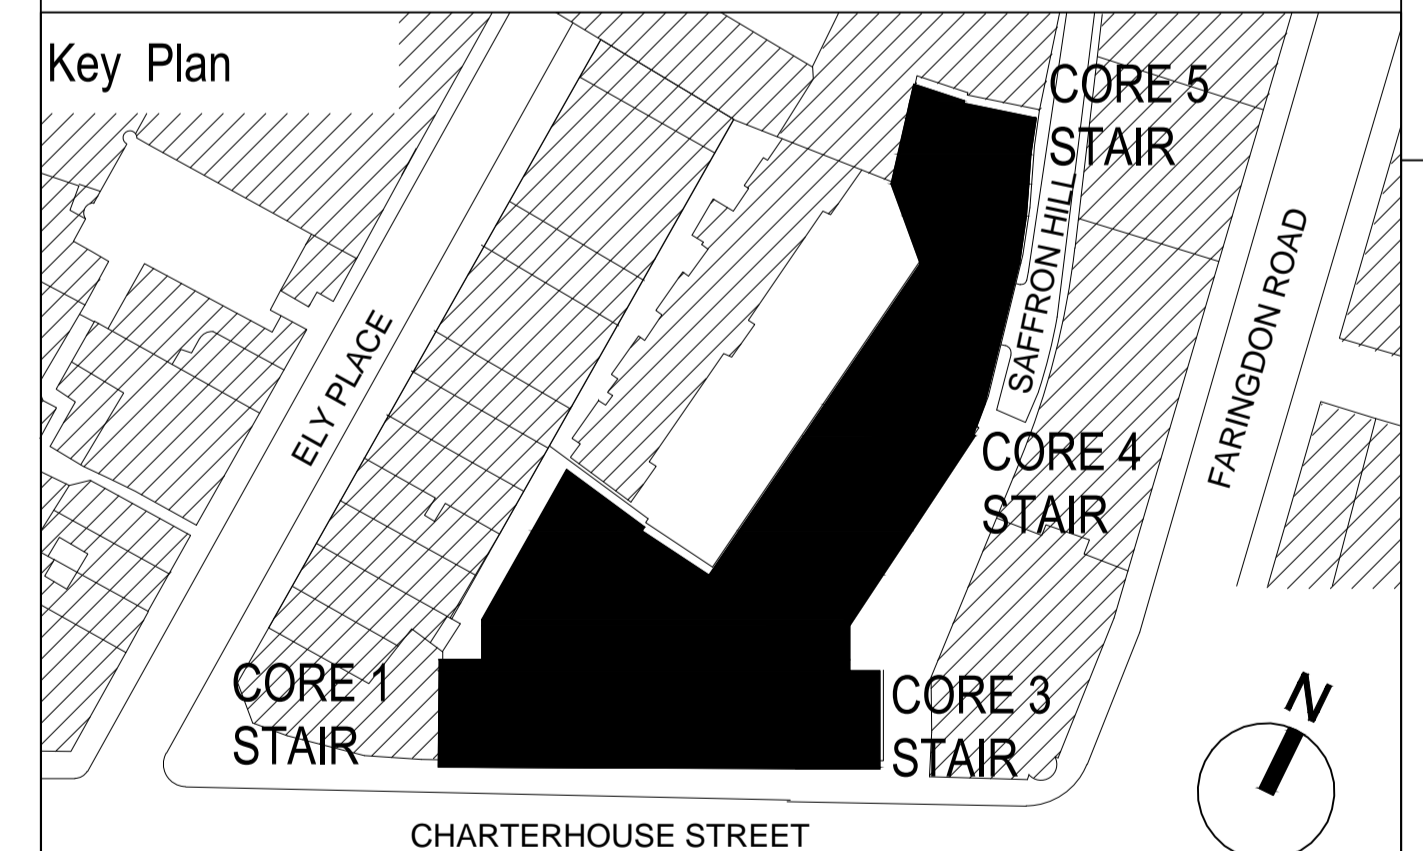 Key Plan
CORE 5
STAIR
SAFFRON HILL
FARINGDON ROAD
ELY PLACE
CORE 4
STAIR
CORE 1
STAIR
CORE 3
STAIR
N
CHARTERHOUSE STREET